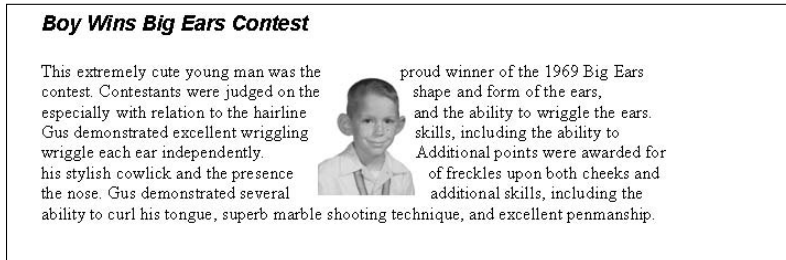 Boy Wins Big Ears Contest
This extremely cute young man was the proud winner of the 1969 Big Ears
contest. Contestants were judged on the shape and form of the ears,
especially with relation to the hairline and the ability to wriggle the ears.
Gus demonstrated excellent wriggling skills, including the ability to
wriggle each ear independently. Additional points were awarded for
his stylish cowlick and the presence of freckles upon both cheeks and
the nose. Gus demonstrated several additional skills, including the
ability to curl his tongue, superb marble shooting technique, and excellent penmanship.